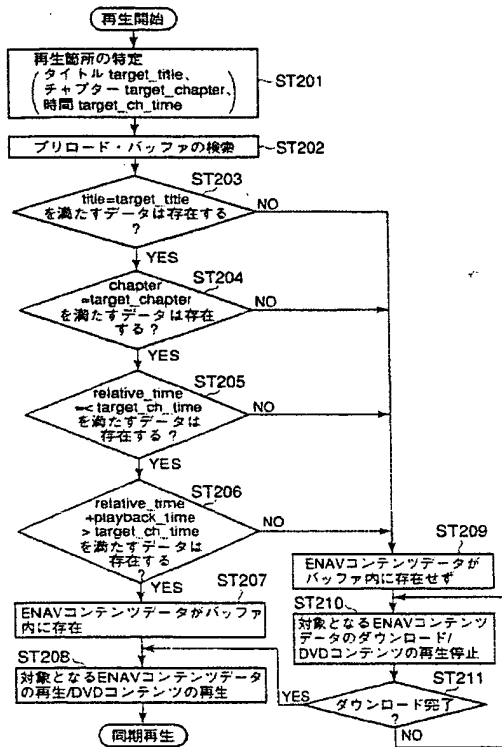 再生開始
再生箇所の特定
(タイトル target_title、
チャプター target_chapter、
時間 target_ch_time)
ST201
プリロード・バッファの検索
ST202
ST203
title=target_title
を満たすデータは存在する
?
NO
YES
ST204
chapter
=target_chapter
を満たすデータは存在
する?
NO
YES
ST205
relative_time
=< target_ch_time
を満たすデータは
存在する?
NO
YES
ST206
relative_time
+playback_time
> target_ch_time
を満たすデータは
存在する
?
NO
YES
ST207
ENAVコンテンツデータがバッファ
内に存在
ST208
対象となるENAVコンテンツデータ
の再生/DVDコンテンツの再生
同期再生
ST209
ENAVコンテンツデータが
バッファ内に存在せず
ST210
対象となるENAVコンテンツ
データのダウンロード/
DVDコンテンツの再生停止
ST211
YES
ダウンロード完了
?
NO